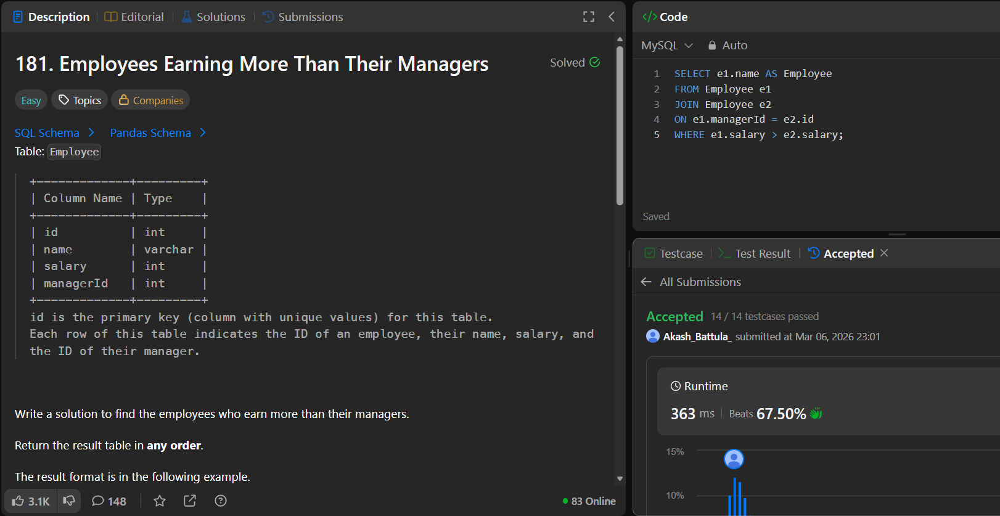 Description
Editorial
Solutions
Submissions
181. Employees Earning More Than Their Managers
Solved
Easy
Topics
Companies
SQL Schema >
Pandas Schema >
Table: Employee
+-------------+---------+
| Column Name | Type    |
+-------------+---------+
| id          | int     |
| name        | varchar |
| salary      | int     |
| managerId   | int     |
+-------------+---------+
id is the primary key (column with unique values) for this table.
Each row of this table indicates the ID of an employee, their name, salary, and
the ID of their manager.
Write a solution to find the employees who earn more than their managers.
Return the result table in any order.
The result format is in the following example.
3.1K
148
83 Online
</> Code
MySQL
Auto
1 SELECT e1.name AS Employee
2 FROM Employee e1
3 JOIN Employee e2
4 ON e1.managerId = e2.id
5 WHERE e1.salary > e2.salary;
Saved
Testcase
Test Result
Accepted
All Submissions
Accepted 14 / 14 testcases passed
Akash_Battula_ submitted at Mar 06, 2026 23:01
Runtime
363 ms | Beats 67.50%
15%
10%